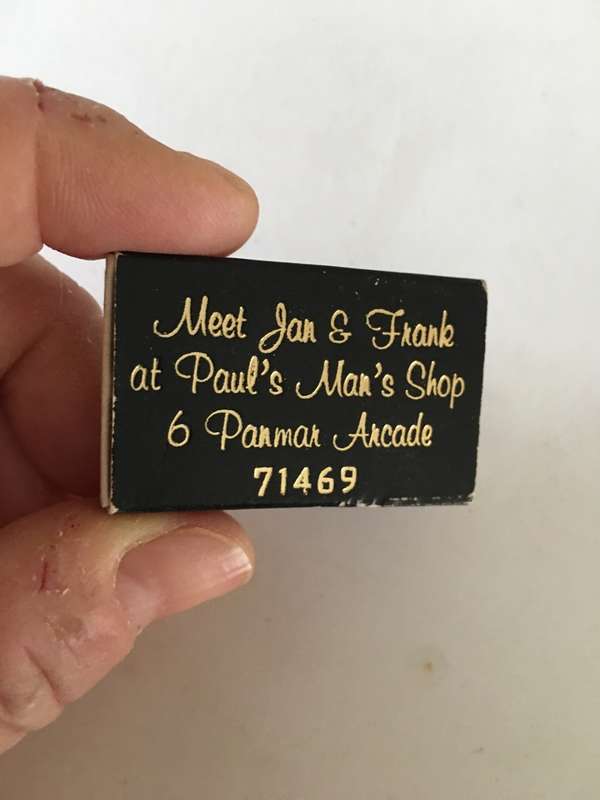 Meet Jan & Frank
at Paul's Man's Shop
6 Panmar Arcade
71469